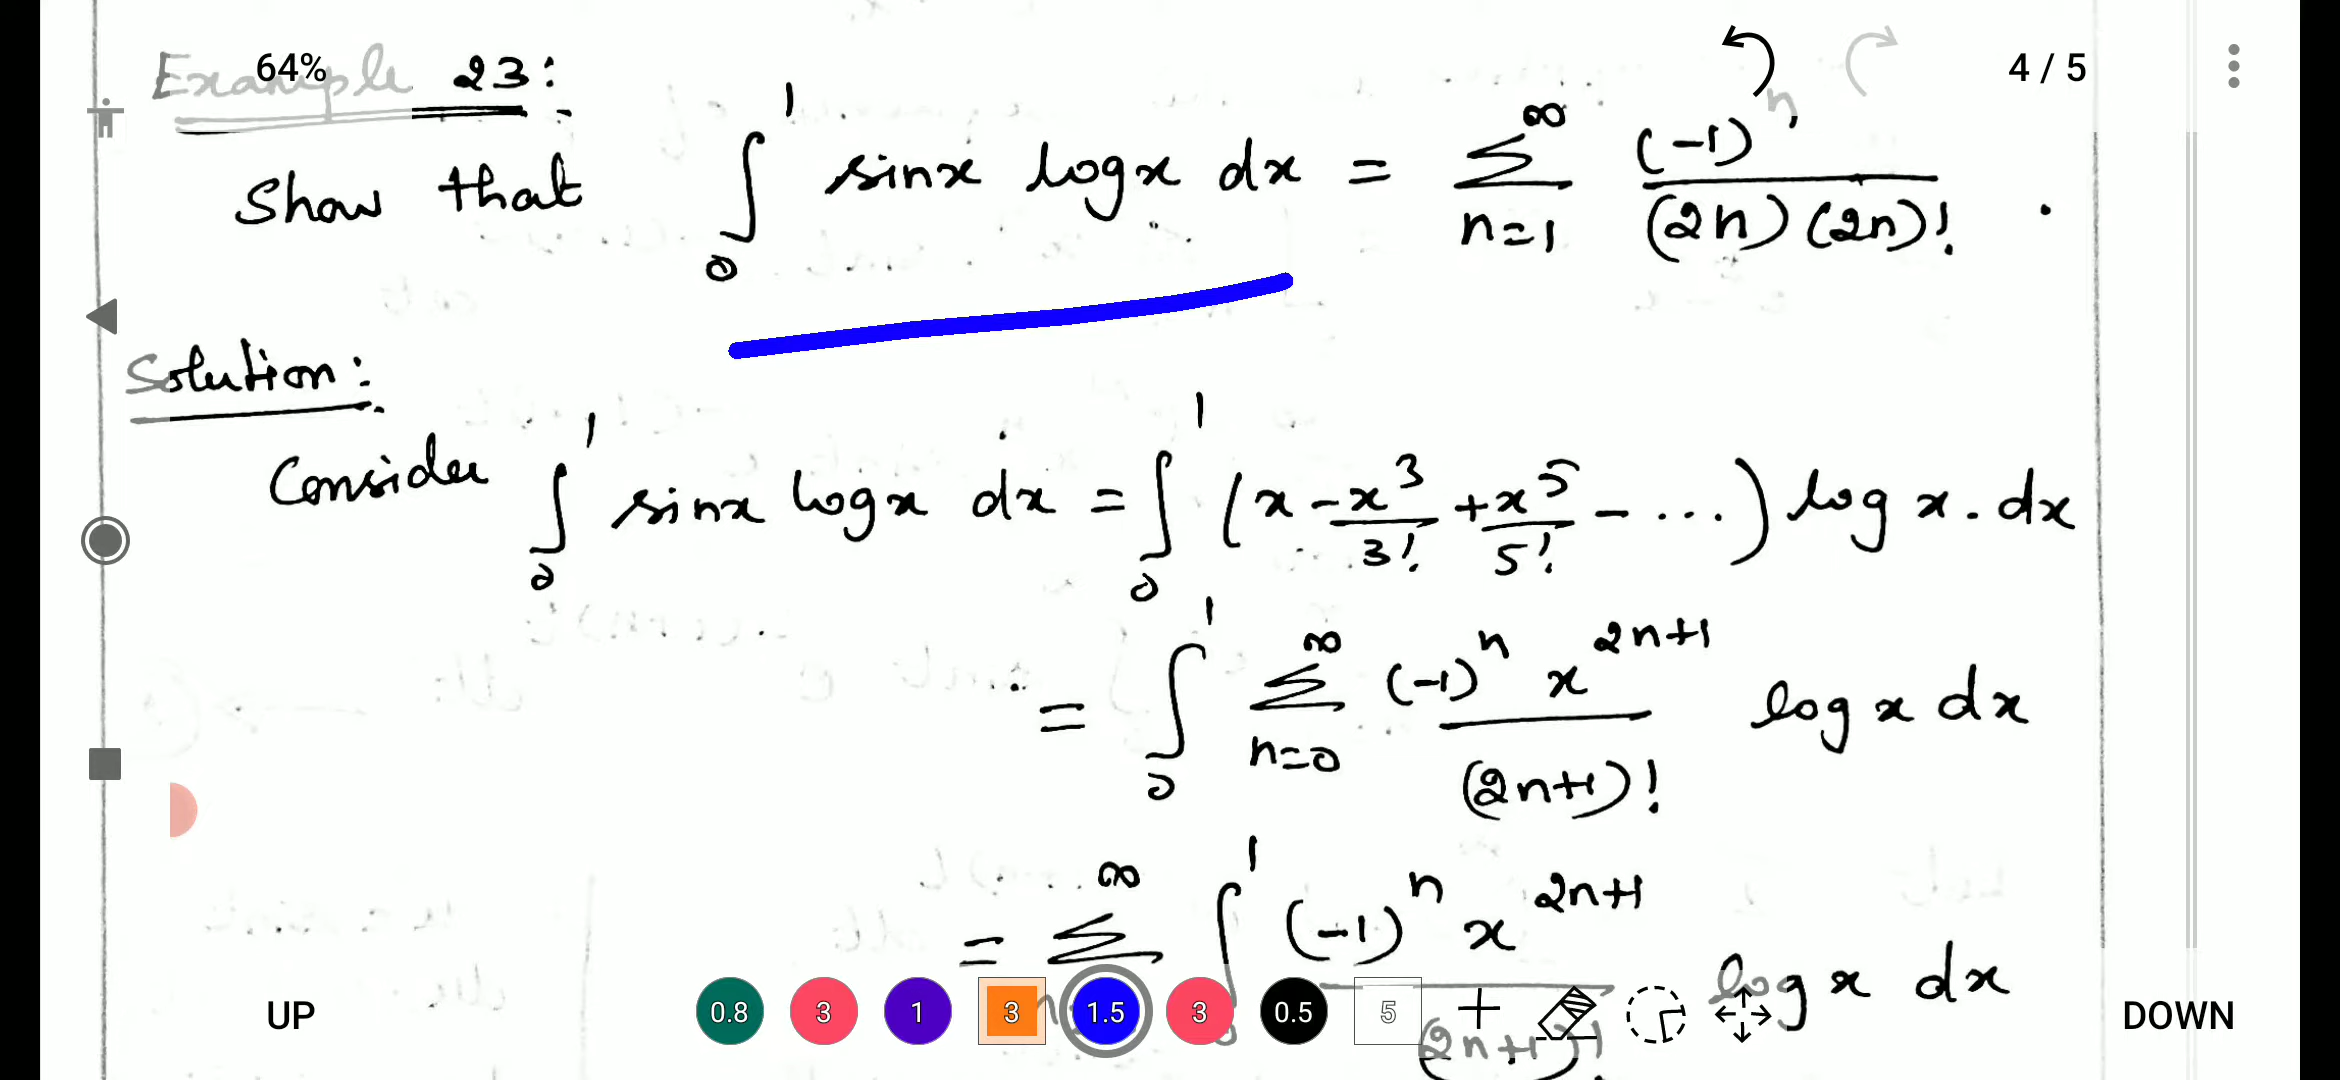 Example 23:
64%
4 / 5
Show that ∫₀¹ sinx logx dx = Σ_{n=1}^{∞} (-1)^n / (2n)(2n)! .
Solution:
Consider ∫₀¹ sinx logx dx = ∫₀¹ (x - x³/3! + x⁵/5! - ...) log x . dx
= ∫₀¹ Σ_{n=0}^{∞} (-1)^n x^{2n+1} / (2n+1)! log x dx
= Σ^{∞} ∫¹ (-1)^n x^{2n+1} / (2n+1)! log x dx
UP 0.8 3 1 3 1.5 3 0.5 5 DOWN